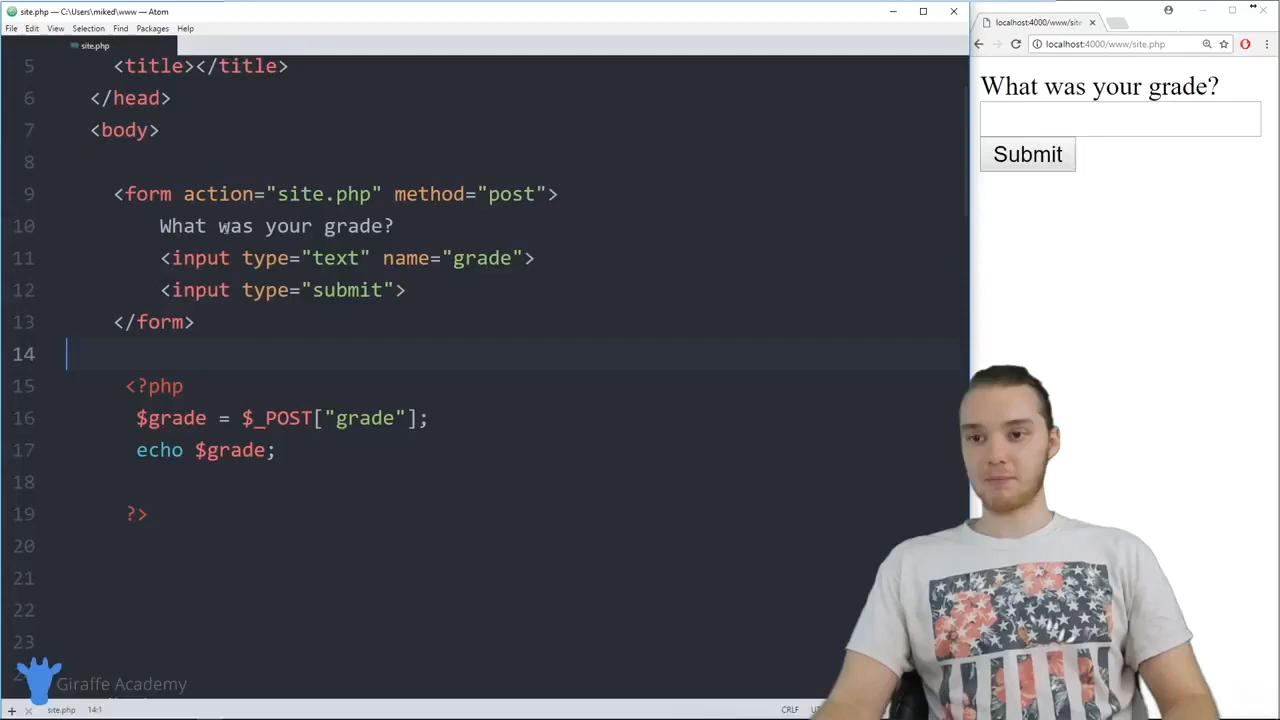 site.php — C:\Users\miked\www — Atom
File Edit View Selection Find Packages Help
site.php
5 <title></title>
6 </head>
7 <body>
8
9 <form action="site.php" method="post">
10 What was your grade?
11 <input type="text" name="grade">
12 <input type="submit">
13 </form>
14
15 <?php
16 $grade = $_POST["grade"];
17 echo $grade;
18
19 ?>
20
21
22
23
Giraffe Academy
site.php 14:1 CRLF
localhost:4000/www/site
localhost:4000/www/site.php
What was your grade?
Submit